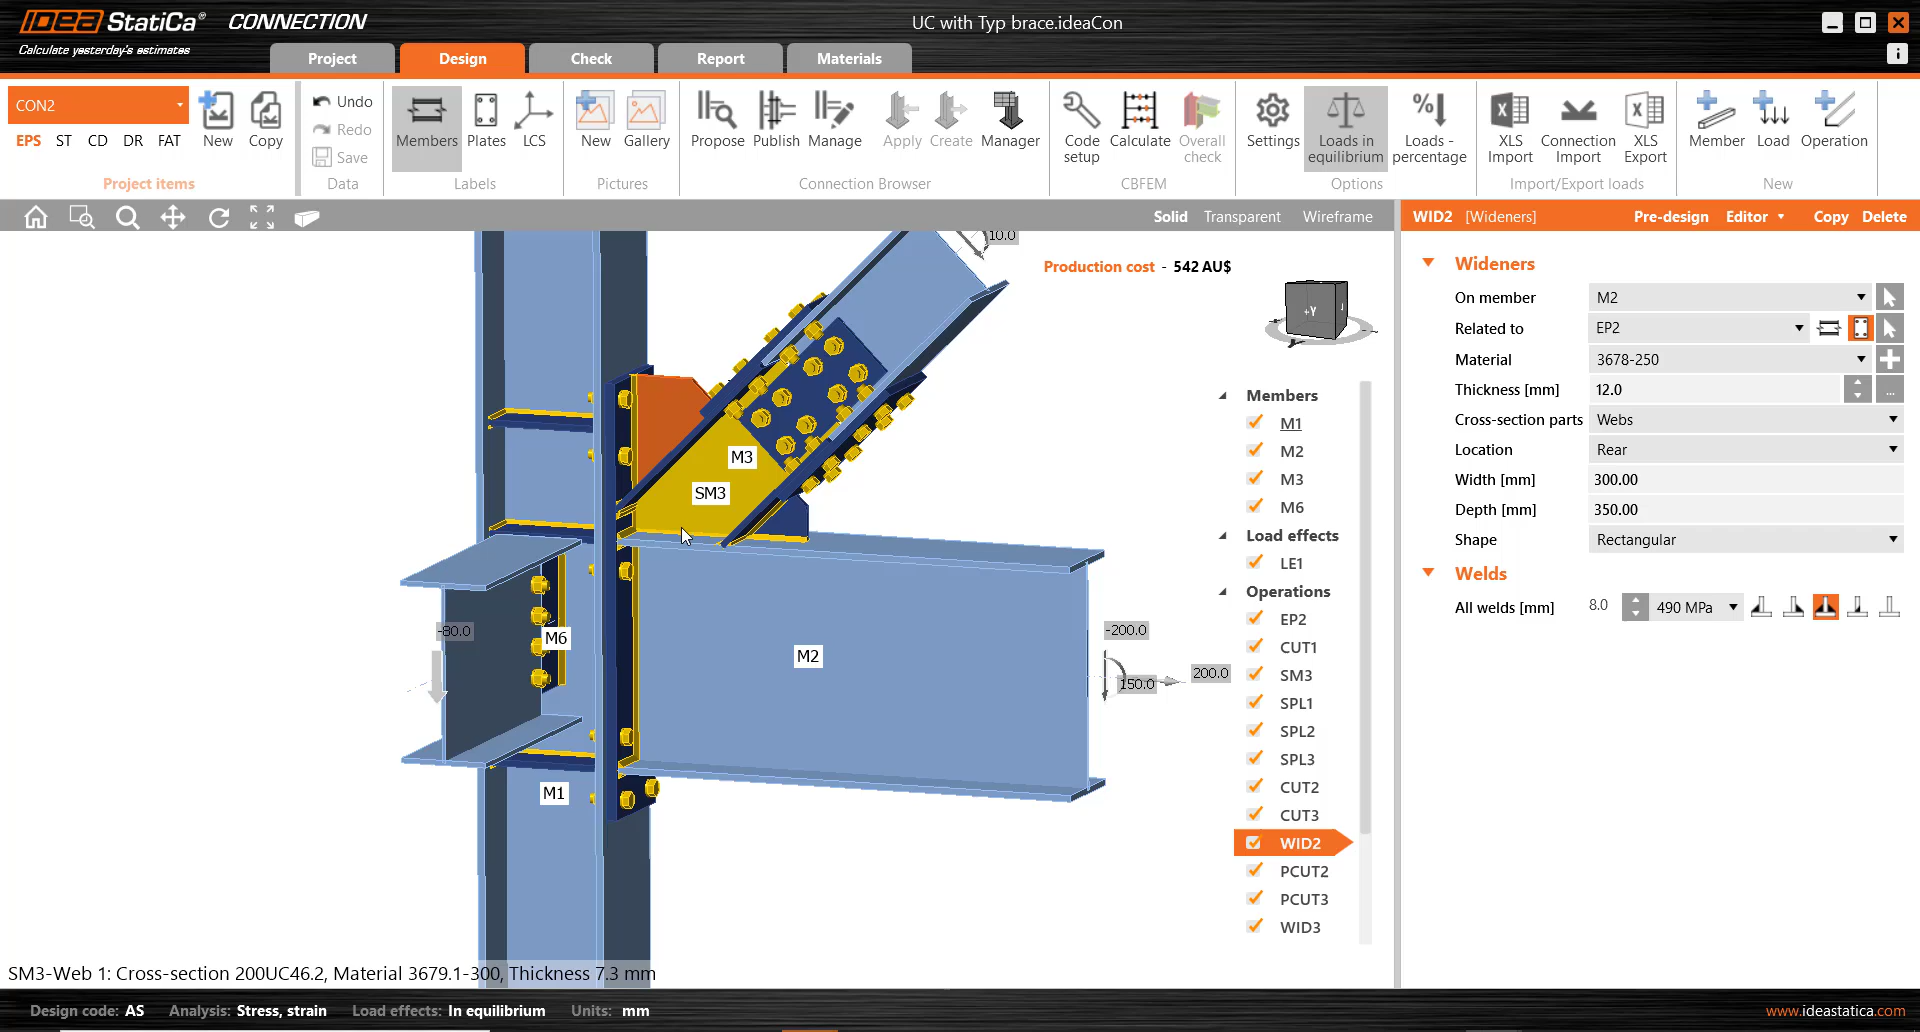 IDEA StatiCa® CONNECTION
UC with Typ brace.ideaCon
Calculate yesterday's estimates
Project
Design
Check
Report
Materials
CON2
EPS ST CD DR FAT
New
Copy
Project items
Undo
Redo
Save
Data
Members
Plates
LCS
Labels
New
Gallery
Pictures
Propose
Publish
Manage
Apply
Create
Manager
Connection Browser
Code setup
Calculate
Overall check
CBFEM
Settings
Loads in equilibrium
Loads - percentage
Options
XLS Import
Connection Import
XLS Export
Import/Export loads
Member
Load
Operation
New
Solid Transparent Wireframe
WID2 [Wideners] Pre-design Editor Copy Delete
10.0
Production cost - 542 AU$
+Y
M3
SM3
M6
M2
M1
-80.0
-200.0
150.0
200.0
Members
M1
M2
M3
M6
Load effects
LE1
Operations
EP2
CUT1
SM3
SPL1
SPL2
SPL3
CUT2
CUT3
WID2
PCUT2
PCUT3
WID3
Wideners
On member M2
Related to EP2
Material 3678-250
Thickness [mm] 12.0 ...
Cross-section parts Webs
Location Rear
Width [mm] 300.00
Depth [mm] 350.00
Shape Rectangular
Welds
All welds [mm] 8.0 490 MPa
SM3-Web 1: Cross-section 200UC46.2, Material 3679.1-300, Thickness 7.3 mm
Design code: AS Analysis: Stress, strain Load effects: In equilibrium Units: mm
www.ideastatica.com